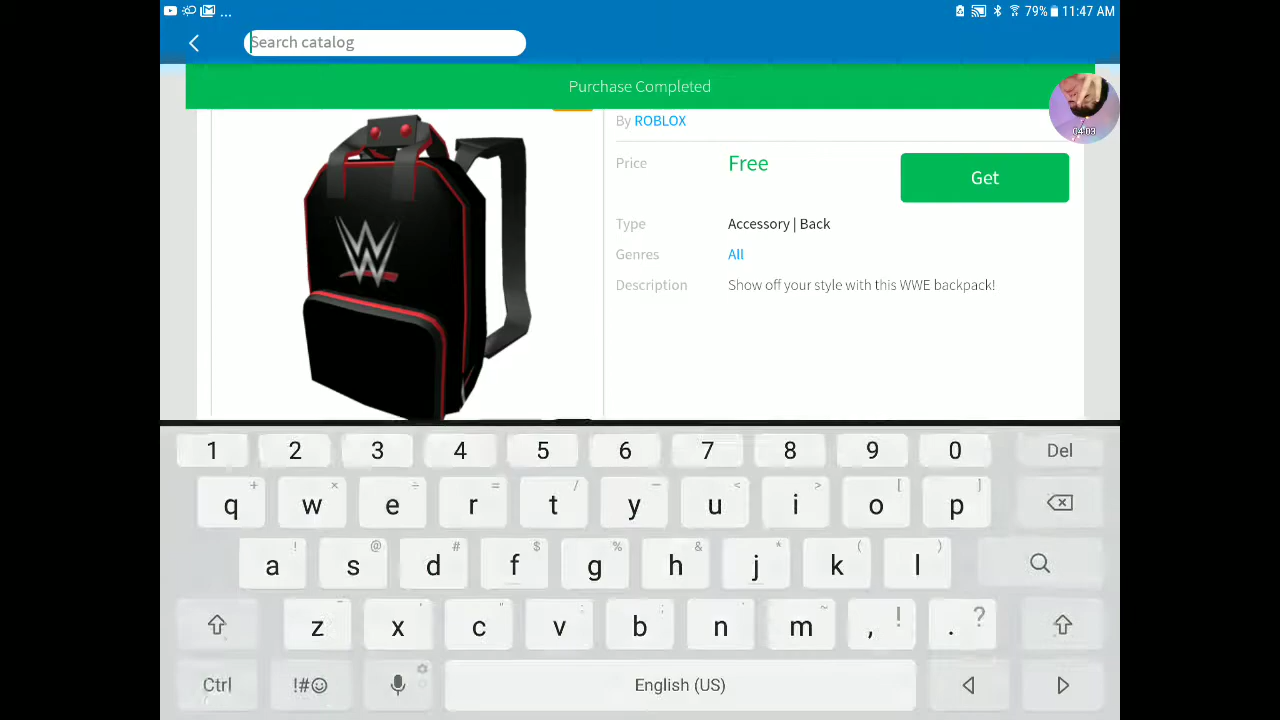 ... 79% 11:47 AM
Search catalog
Purchase Completed
04:03
By ROBLOX
Price Free Get
Type Accessory | Back
Genres All
Description Show off your style with this WWE backpack!
W
1 2 3 4 5 6 7 8 9 0 Del
q + w × e ÷ r = t / y — u < i > o [ p ]
a ! s @ d # f $ g % h & j * k ( l )
z x c v b n m , ! . ?
Ctrl !#☺ English (US)